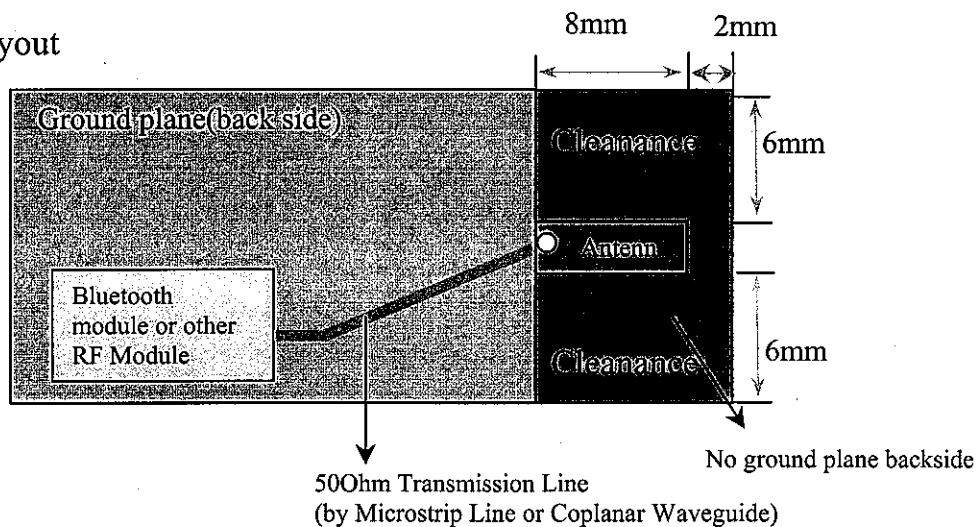 8mm
2mm
yout
Ground plane(back side)
Cleanance
6mm
Antenn
Bluetooth
module or other
RF Module
Cleanance
6mm
No ground plane backside
50Ohm Transmission Line
(by Microstrip Line or Coplanar Waveguide)